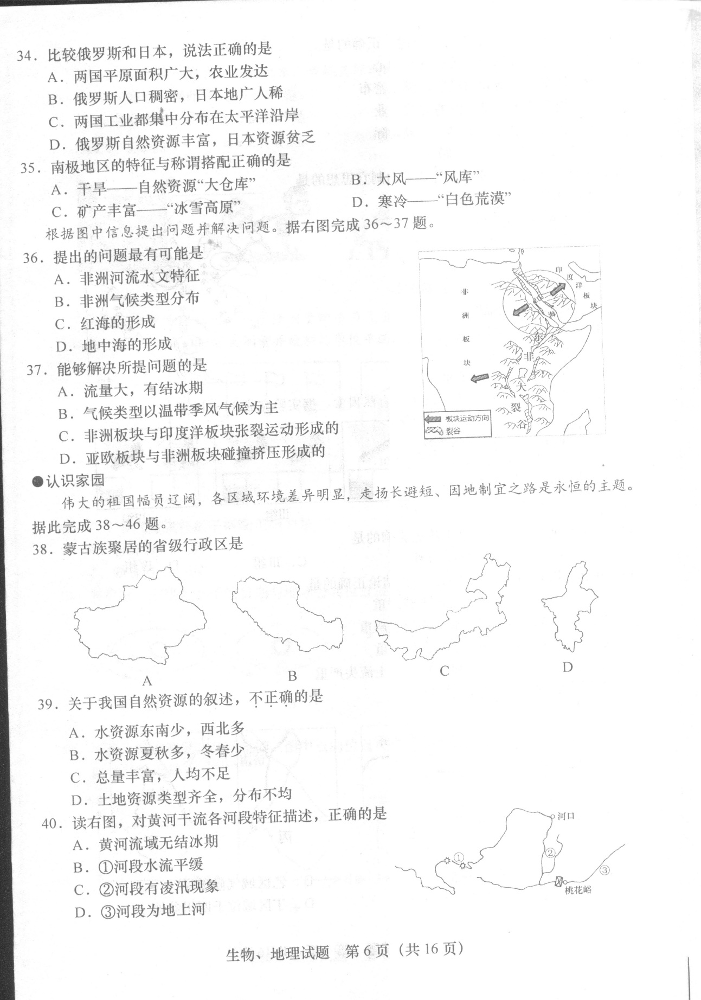 34．比较俄罗斯和日本，说法正确的是
A．两国平原面积广大，农业发达
B．俄罗斯人口稠密，日本地广人稀
C．两国工业都集中分布在太平洋沿岸
D．俄罗斯自然资源丰富，日本资源贫乏
35．南极地区的特征与称谓搭配正确的是
A．干旱——自然资源“大仓库” B．大风——“风库”
C．矿产丰富——“冰雪高原” D．寒冷——“白色荒漠”
根据图中信息提出问题并解决问题。据右图完成 36～37 题。
36．提出的问题最有可能是
A．非洲河流水文特征
B．非洲气候类型分布
C．红海的形成
D．地中海的形成
37．能够解决所提问题的是
A．流量大，有结冰期
B．气候类型以温带季风气候为主
C．非洲板块与印度洋板块张裂运动形成的
D．亚欧板块与非洲板块碰撞挤压形成的
非洲板块
印度洋板块
海
东非大裂谷
板块运动方向
裂谷
●认识家园
伟大的祖国幅员辽阔，各区域环境差异明显，走扬长避短、因地制宜之路是永恒的主题。
据此完成 38～46 题。
38．蒙古族聚居的省级行政区是
A B C D
39．关于我国自然资源的叙述，不正确的是
A．水资源东南少，西北多
B．水资源夏秋多，冬春少
C．总量丰富，人均不足
D．土地资源类型齐全，分布不均
40．读右图，对黄河干流各河段特征描述，正确的是
A．黄河流域无结冰期
B．①河段水流平缓
C．②河段有凌汛现象
D．③河段为地上河
河口
①
②
③
桃花峪
生物、地理试题 第 6 页（共 16 页）